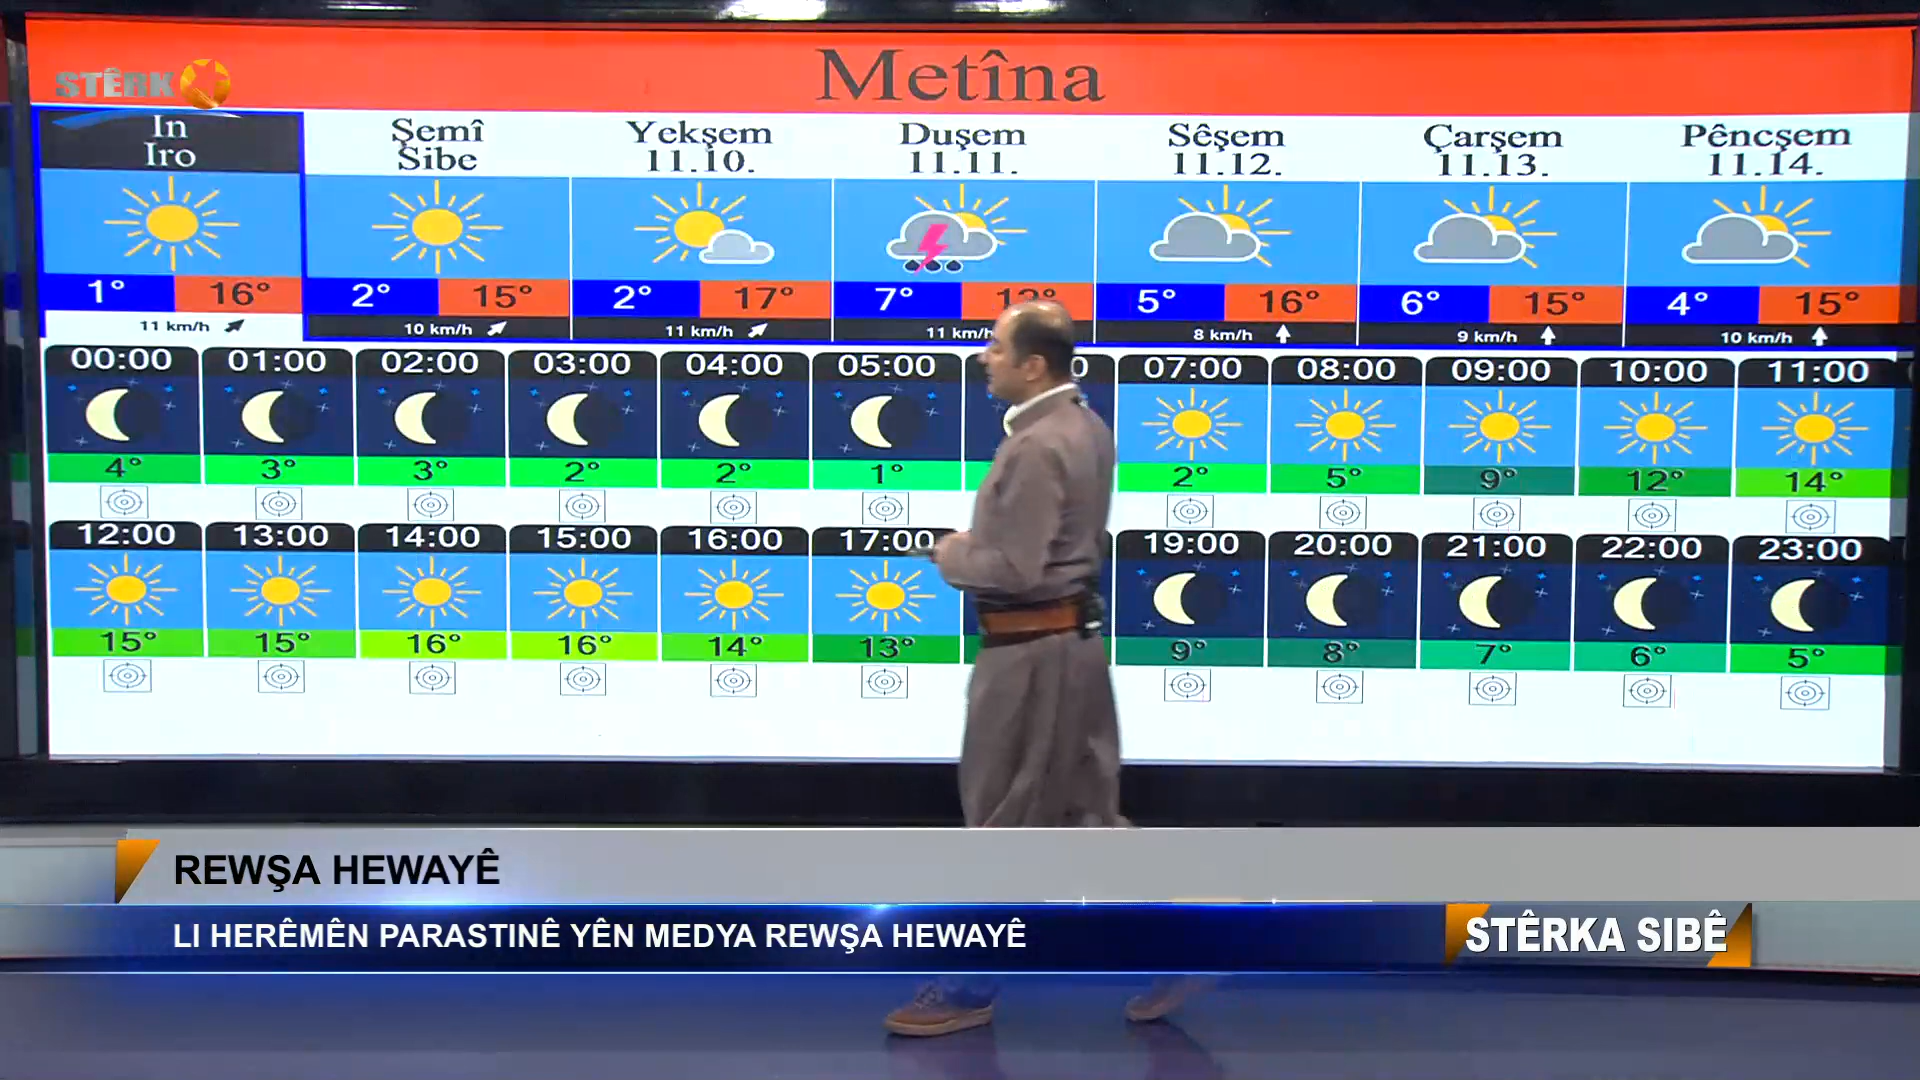 Metîna
STÊRK
In
Iro
Şemî
Sibe
Yekşem
11.10.
Duşem
11.11.
Sêşem
11.12.
Çarşem
11.13.
Pêncşem
11.14.
1° 16° 2° 15° 2° 17° 7° 5° 16° 6° 15° 4° 15°
11 km/h 10 km/h 11 km/h 11 km/h 8 km/h 9 km/h 10 km/h
00:00 01:00 02:00 03:00 04:00 05:00 07:00 08:00 09:00 10:00 11:00
4° 3° 3° 2° 2° 1° 2° 5° 9° 12° 14°
12:00 13:00 14:00 15:00 16:00 17:00 19:00 20:00 21:00 22:00 23:00
15° 15° 16° 16° 14° 13° 9° 8° 7° 6° 5°
REWŞA HEWAYÊ
LI HERÊMÊN PARASTINÊ YÊN MEDYA REWŞA HEWAYÊ
STÊRKA SIBÊ